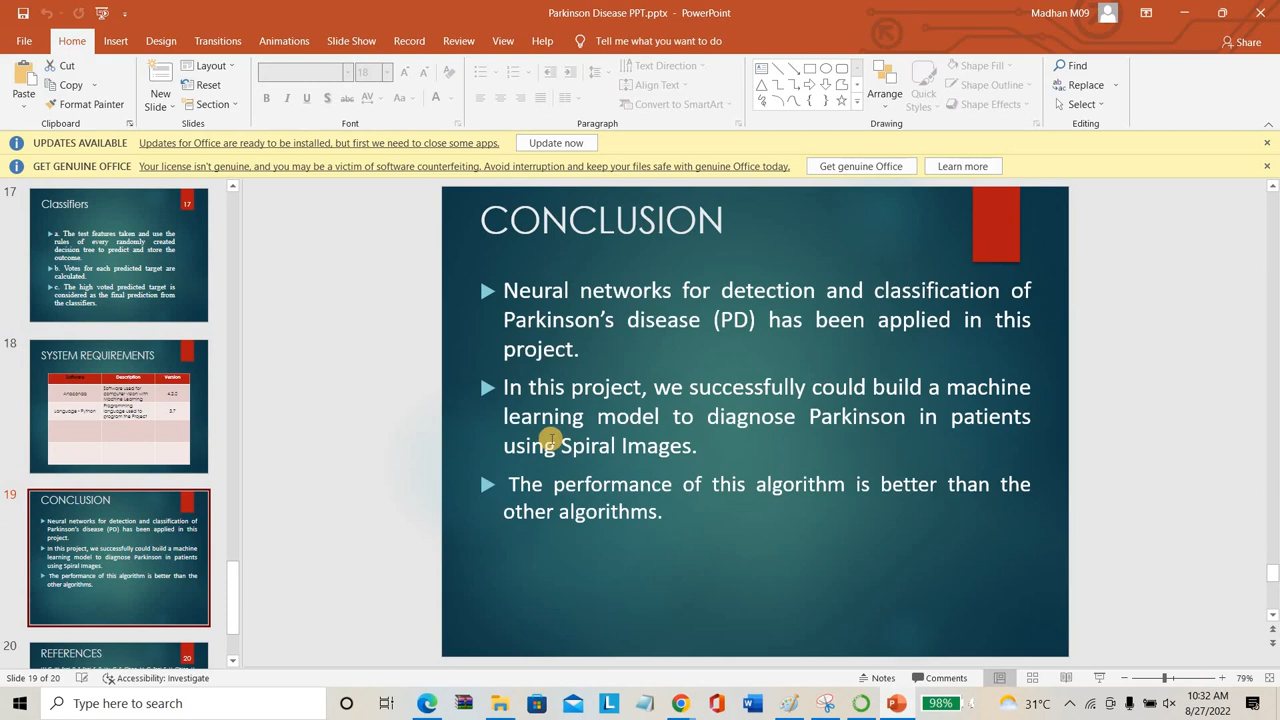 Parkinson Disease PPT.pptx - PowerPoint
Madhan M09
File Home Insert Design Transitions Animations Slide Show Record Review View Help Tell me what you want to do Share
Paste
Cut
Copy
Format Painter
Clipboard
New Slide
Layout
Reset
Section
Slides
18
Font
Text Direction
Align Text
Convert to SmartArt
Paragraph
Arrange
Quick Styles
Shape Fill
Shape Outline
Shape Effects
Drawing
Find
Replace
Select
Editing
UPDATES AVAILABLE Updates for Office are ready to be installed, but first we need to close some apps. Update now
GET GENUINE OFFICE Your license isn't genuine, and you may be a victim of software counterfeiting. Avoid interruption and keep your files safe with genuine Office today. Get genuine Office Learn more
17
Classifiers 17
a. The test features taken and use the
rules of every randomly created
decision tree to predict and store the
outcome.
b. Votes for each predicted target are
calculated.
c. The high voted predicted target is
considered as the final prediction from
the classifiers.
18
SYSTEM REQUIREMENTS
Software Description Version
Anaconda Software used for computer vision with Machine Learning
Language - Python Programming language used to program the Project 3.7
19
CONCLUSION
Neural networks for detection and classification of
Parkinson's disease (PD) has been applied in this
project.
In this project, we successfully could build a machine
learning model to diagnose Parkinson in patients
using Spiral Images.
The performance of this algorithm is better than the
other algorithms.
20
REFERENCES 20
CONCLUSION
Neural networks for detection and classification of
Parkinson's disease (PD) has been applied in this
project.
In this project, we successfully could build a machine
learning model to diagnose Parkinson in patients
using Spiral Images.
The performance of this algorithm is better than the
other algorithms.
Slide 19 of 20 Accessibility: Investigate Notes Comments 79%
Type here to search 98% 31°C 10:32 AM
8/27/2022